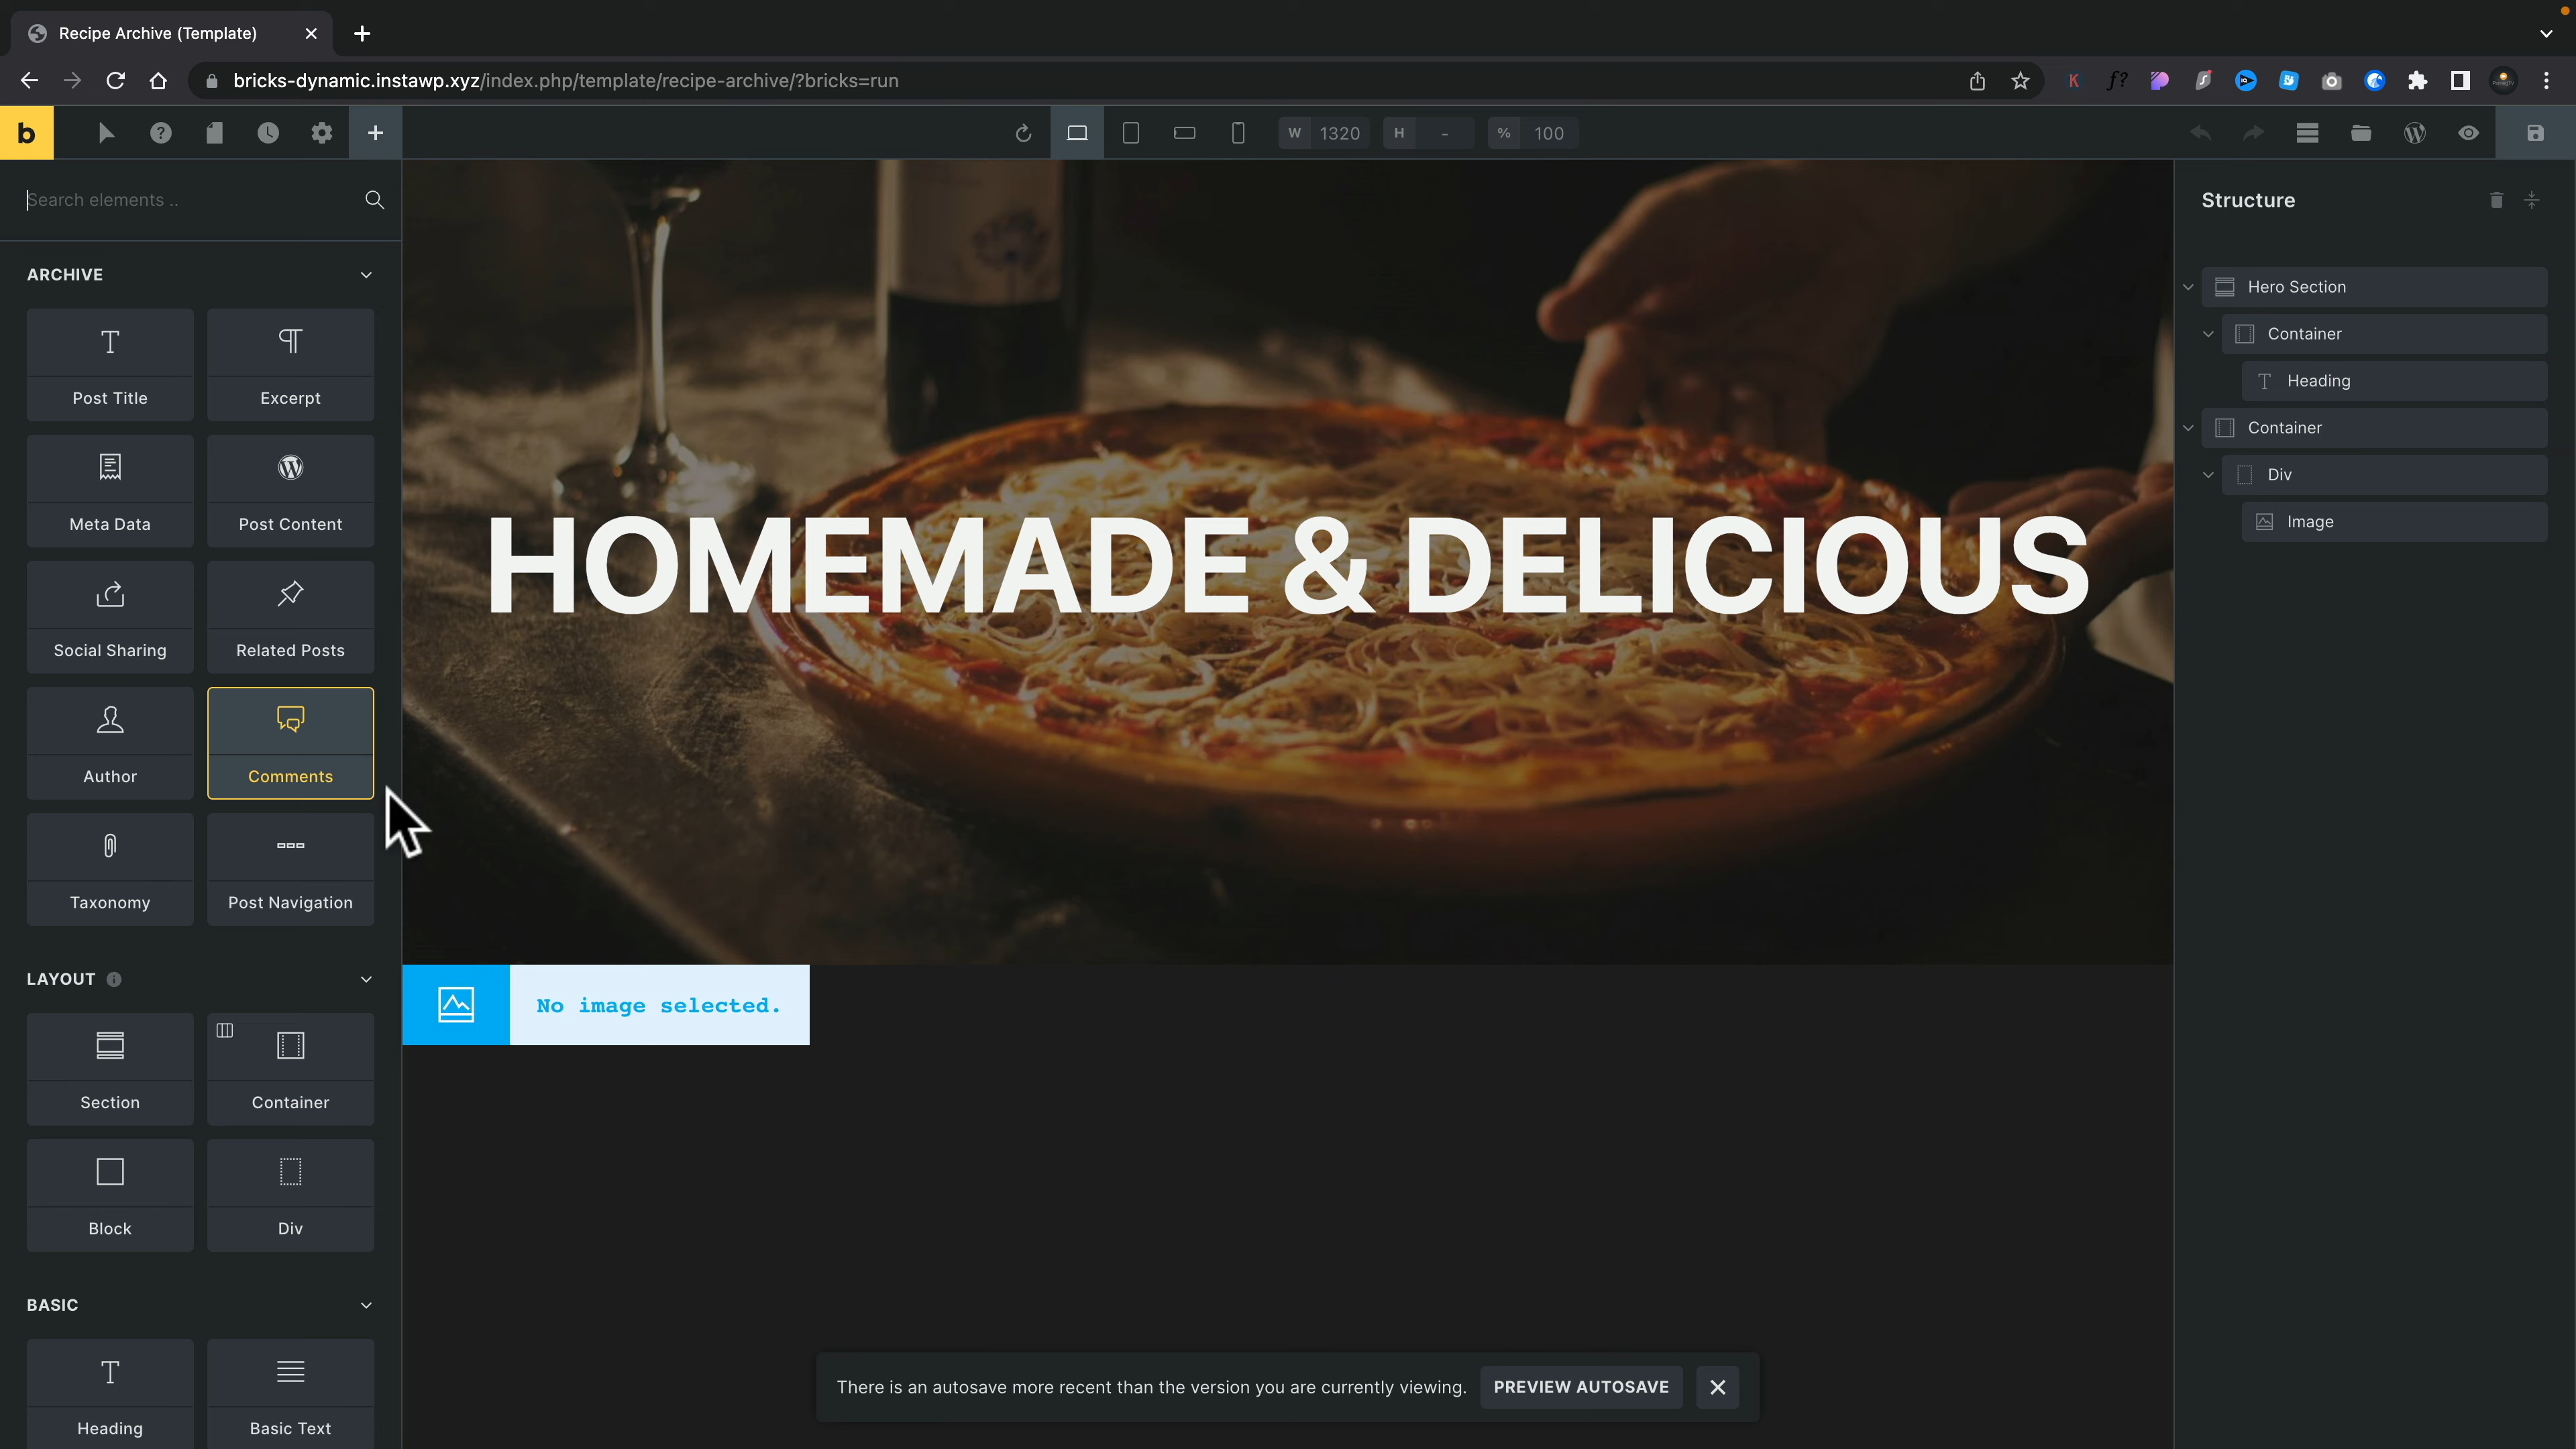 Recipe Archive (Template)
bricks-dynamic.instawp.xyz/index.php/template/recipe-archive/?bricks=run
b
W 1320 H - % 100
Search elements ..
ARCHIVE
Post Title
Excerpt
Meta Data
Post Content
Social Sharing
Related Posts
Author
Comments
Taxonomy
Post Navigation
LAYOUT
Section
Container
Block
Div
BASIC
Heading
Basic Text
HOMEMADE & DELICIOUS
No image selected.
There is an autosave more recent than the version you are currently viewing. PREVIEW AUTOSAVE
Structure
Hero Section
Container
Heading
Container
Div
Image